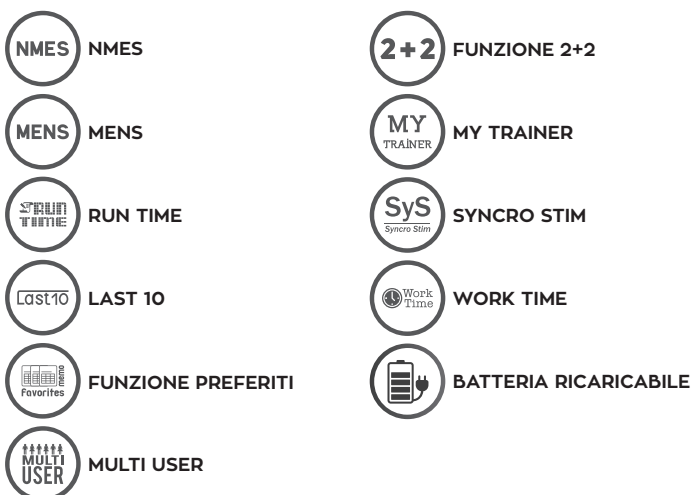 NMES NMES
MENS MENS
RUN
TIME
RUN TIME
Last10 LAST 10
memo
Favorites
FUNZIONE PREFERITI
MULTI
USER
MULTI USER
2+2 FUNZIONE 2+2
MY
TRAINER
MY TRAINER
SyS
Syncro Stim
SYNCRO STIM
Work
Time
WORK TIME
BATTERIA RICARICABILE